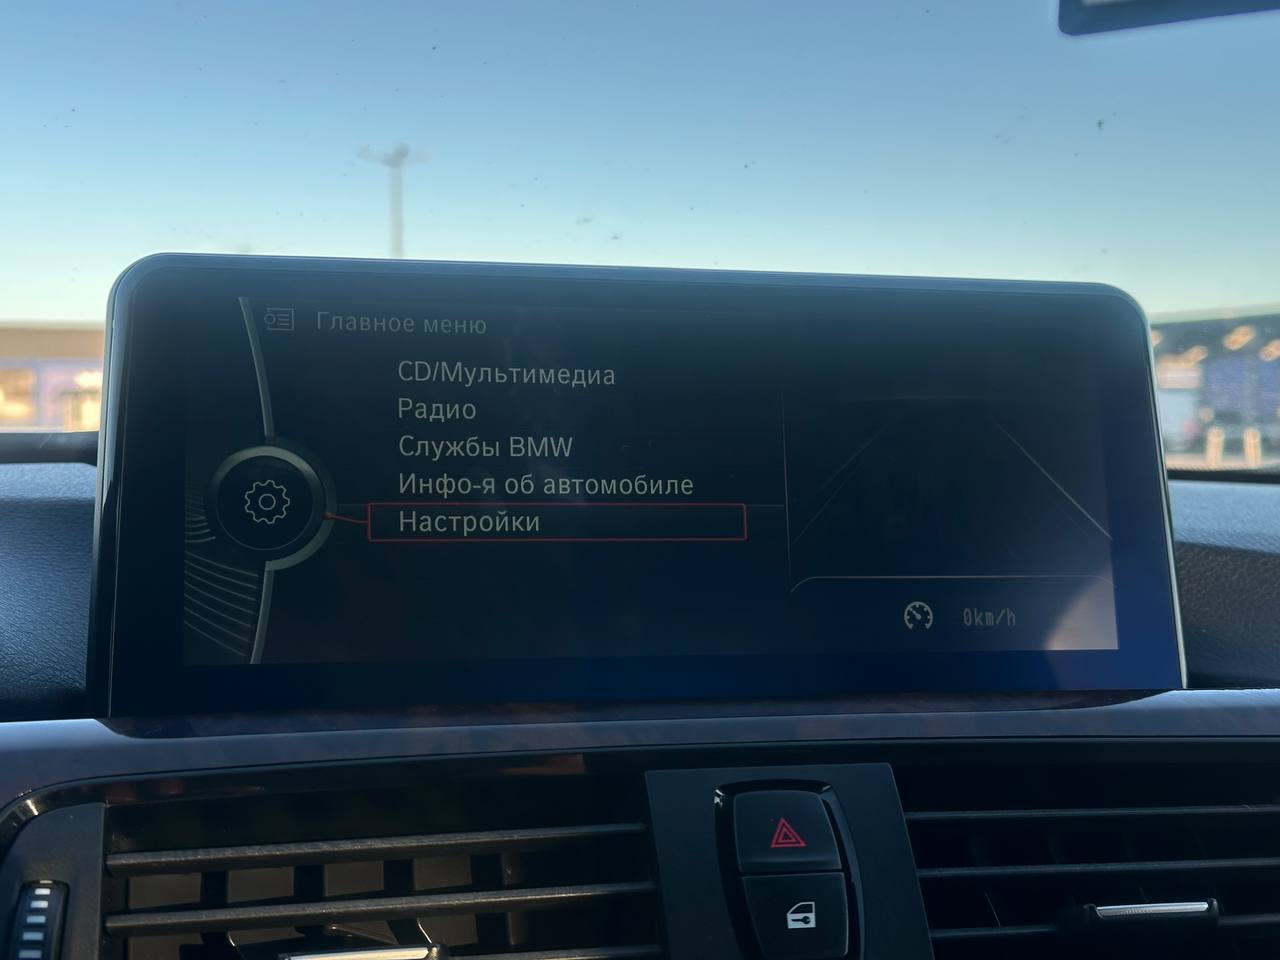 Главное меню
CD/Мультимедиа
Радио
Службы BMW
Инфо-я об автомобиле
Настройки
0km/h